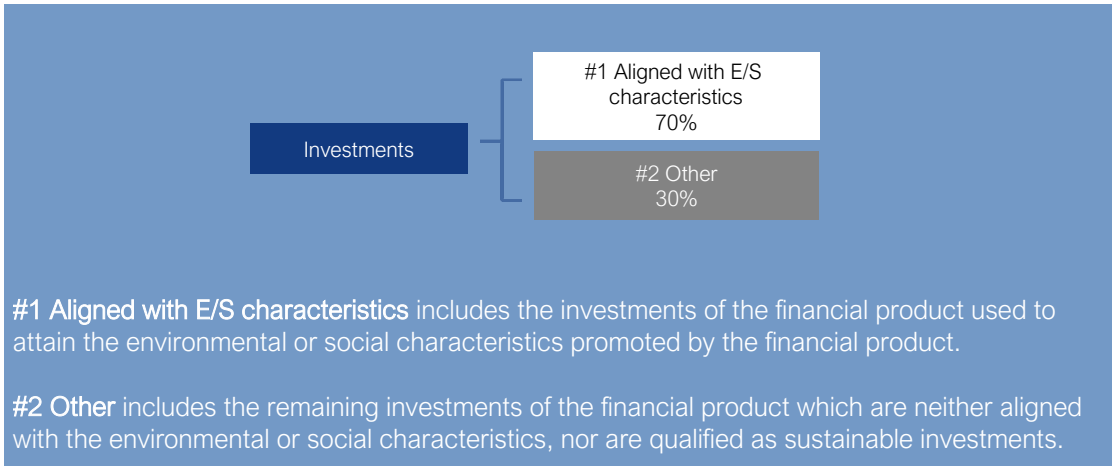 #1 Aligned with E/S
characteristics
70%
Investments
#2 Other
30%
#1 Aligned with E/S characteristics includes the investments of the financial product used to
attain the environmental or social characteristics promoted by the financial product.
#2 Other includes the remaining investments of the financial product which are neither aligned
with the environmental or social characteristics, nor are qualified as sustainable investments.